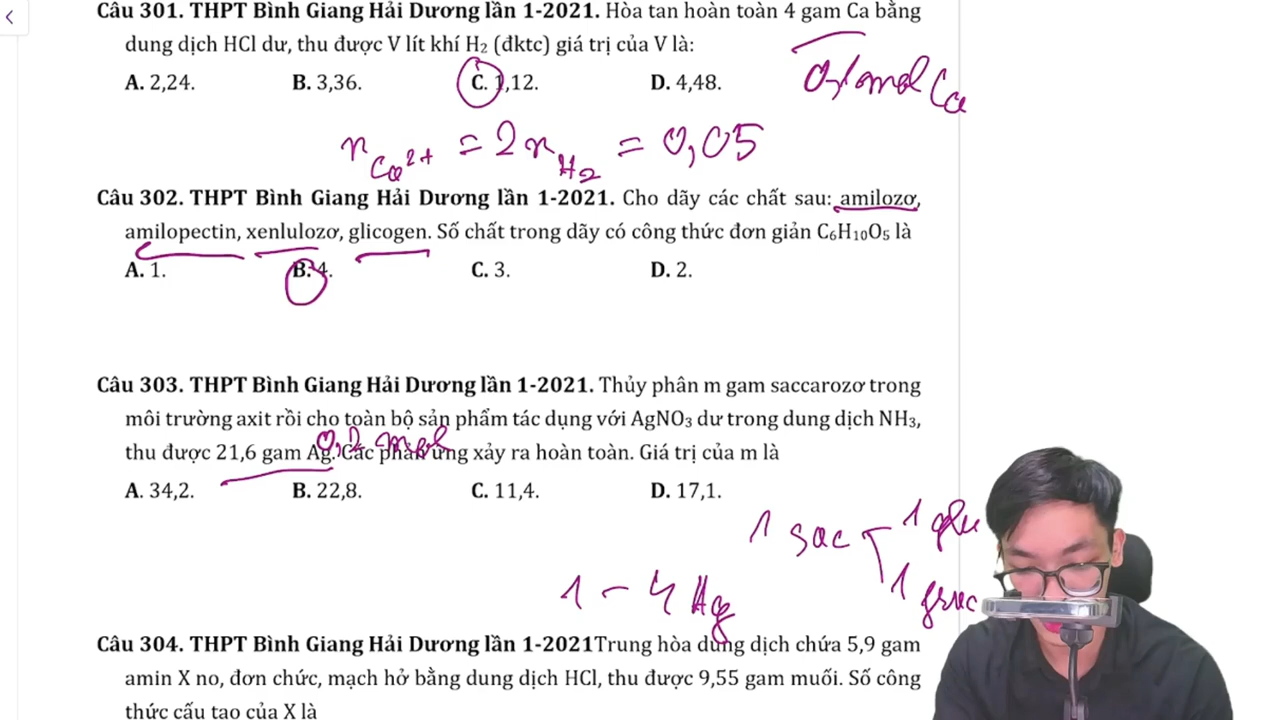 Câu 301. THPT Bình Giang Hải Dương lần 1-2021. Hòa tan hoàn toàn 4 gam Ca bằng
dung dịch HCl dư, thu được V lít khí H₂ (đktc) giá trị của V là:
A. 2,24. B. 3,36. C. 1,12. D. 4,48.
0,1 mol Ca
n Ca²⁺ = 2n H₂ = 0,05
Câu 302. THPT Bình Giang Hải Dương lần 1-2021. Cho dãy các chất sau: amilozơ,
amilopectin, xenlulozơ, glicogen. Số chất trong dãy có công thức đơn giản C₆H₁₀O₅ là
A. 1. B. 4. C. 3. D. 2.
Câu 303. THPT Bình Giang Hải Dương lần 1-2021. Thủy phân m gam saccarozơ trong
môi trường axit rồi cho toàn bộ sản phẩm tác dụng với AgNO₃ dư trong dung dịch NH₃,
0,2 mol
thu được 21,6 gam Ag. Các phản ứng xảy ra hoàn toàn. Giá trị của m là
A. 34,2. B. 22,8. C. 11,4. D. 17,1.
1 sac 1 glu
1 fruc
1 - 4 Ag
Câu 304. THPT Bình Giang Hải Dương lần 1-2021Trung hòa dung dịch chứa 5,9 gam
amin X no, đơn chức, mạch hở bằng dung dịch HCl, thu được 9,55 gam muối. Số công
thức cấu tạo của X là